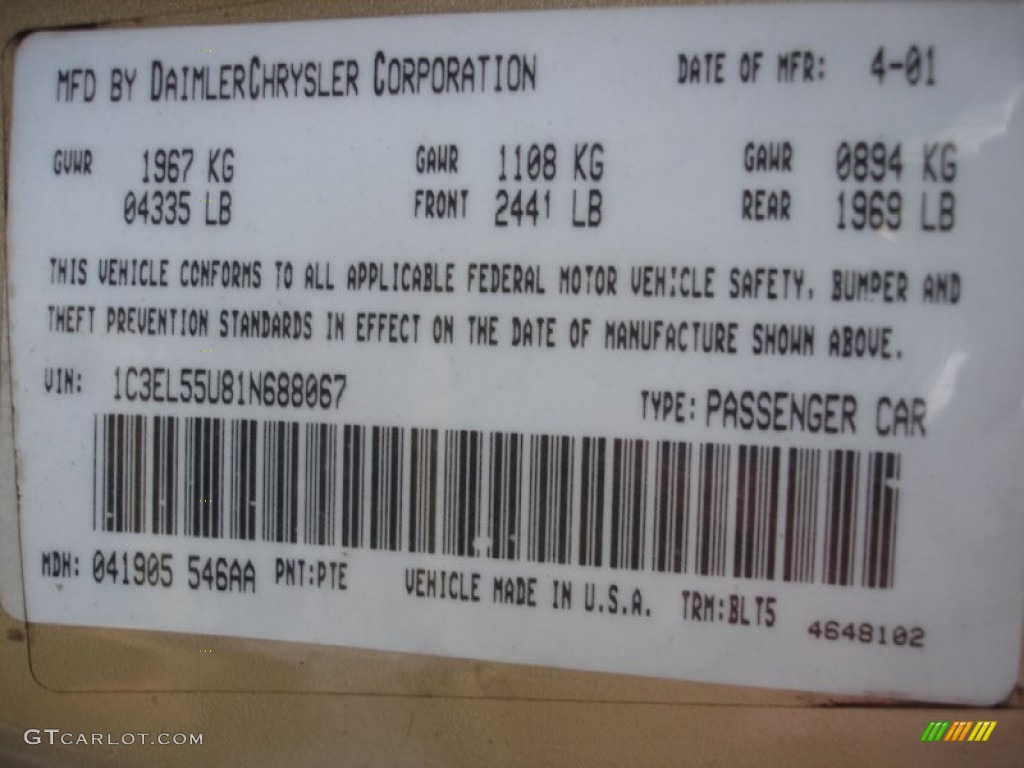 MFD BY DAIMLERCHRYSLER CORPORATION DATE OF MFR: 4-01
GVWR 1967 KG GAWR 1108 KG GAWR 0894 KG
04335 LB FRONT 2441 LB REAR 1969 LB
THIS VEHICLE CONFORMS TO ALL APPLICABLE FEDERAL MOTOR VEHICLE SAFETY, BUMPER AND
THEFT PREVENTION STANDARDS IN EFFECT ON THE DATE OF MANUFACTURE SHOWN ABOVE.
VIN: 1C3EL55U81N688067 TYPE: PASSENGER CAR
MDH: 041905 546AA PNT:PTE VEHICLE MADE IN U.S.A. TRM:BLT5
4648102
GTCARLOT.COM